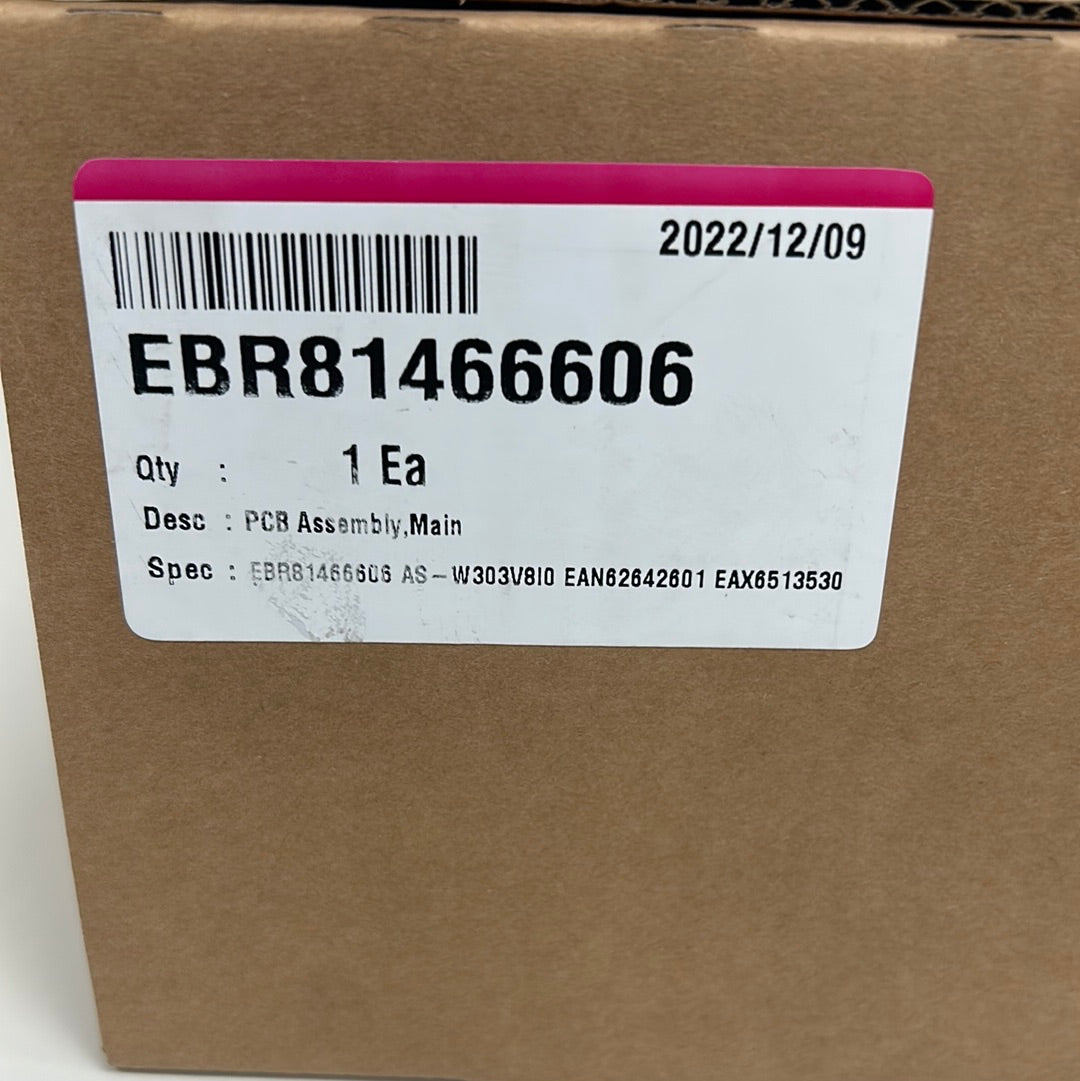 2022/12/09
EBR81466606
Qty : 1 Ea
Desc : PCB Assembly,Main
Spec : EBR81466606 AS-W303V8I0 EAN62642601 EAX6513530